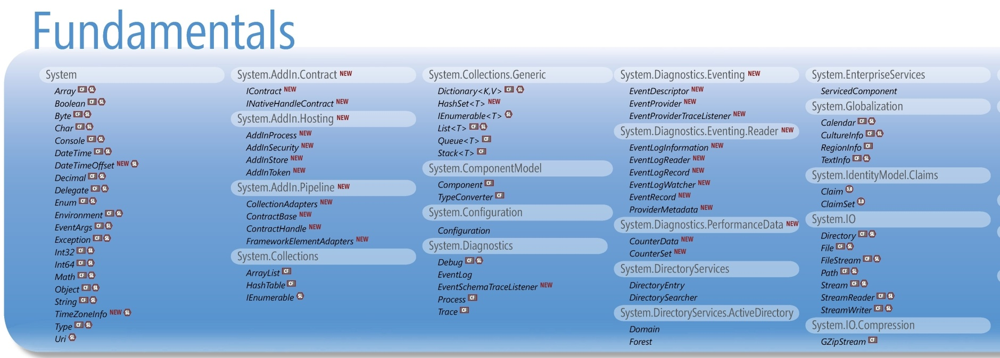 Fundamentals
System
Array CF SL
Boolean CF SL
Byte CF SL
Char CF SL
Console CF SL
DateTime CF SL
DateTimeOffset NEW SL
Decimal CF SL
Delegate CF SL
Enum CF SL
Environment CF SL
EventArgs CF SL
Exception CF SL
Int32 CF SL
Int64 CF SL
Math CF SL
Object CF SL
String CF SL
TimeZoneInfo NEW SL
Type CF SL
Uri SL
System.AddIn.Contract NEW
IContract NEW
INativeHandleContract NEW
System.AddIn.Hosting NEW
AddInProcess NEW
AddInSecurity NEW
AddInStore NEW
AddInToken NEW
System.AddIn.Pipeline NEW
CollectionAdapters NEW
ContractBase NEW
ContractHandle NEW
FrameworkElementAdapters NEW
System.Collections
ArrayList CF
HashTable CF
IEnumerable SL
System.Collections.Generic
Dictionary<K,V> CF SL
HashSet<T> NEW
IEnumerable<T> SL
List<T> CF SL
Queue<T> CF
Stack<T> CF
System.ComponentModel
Component CF
TypeConverter CF
System.Configuration
Configuration
System.Diagnostics
Debug CF SL
EventLog
EventSchemaTraceListener NEW
Process CF
Trace CF
System.Diagnostics.Eventing NEW
EventDescriptor NEW
EventProvider NEW
EventProviderTraceListener NEW
System.Diagnostics.Eventing.Reader NEW
EventLogInformation NEW
EventLogReader NEW
EventLogRecord NEW
EventLogWatcher NEW
EventRecord NEW
ProviderMetadata NEW
System.Diagnostics.PerformanceData NEW
CounterData NEW
CounterSet NEW
System.DirectoryServices
DirectoryEntry
DirectorySearcher
System.DirectoryServices.ActiveDirectory
Domain
Forest
System.EnterpriseServices
ServicedComponent
System.Globalization
Calendar CF SL
CultureInfo CF SL
RegionInfo CF
TextInfo CF SL
System.IdentityModel.Claims
Claim 3.0
ClaimSet 3.0
System.IO
Directory CF SL
File CF SL
FileStream CF SL
Path CF SL
Stream CF SL
StreamReader CF SL
StreamWriter CF SL
System.IO.Compression
GZipStream CF